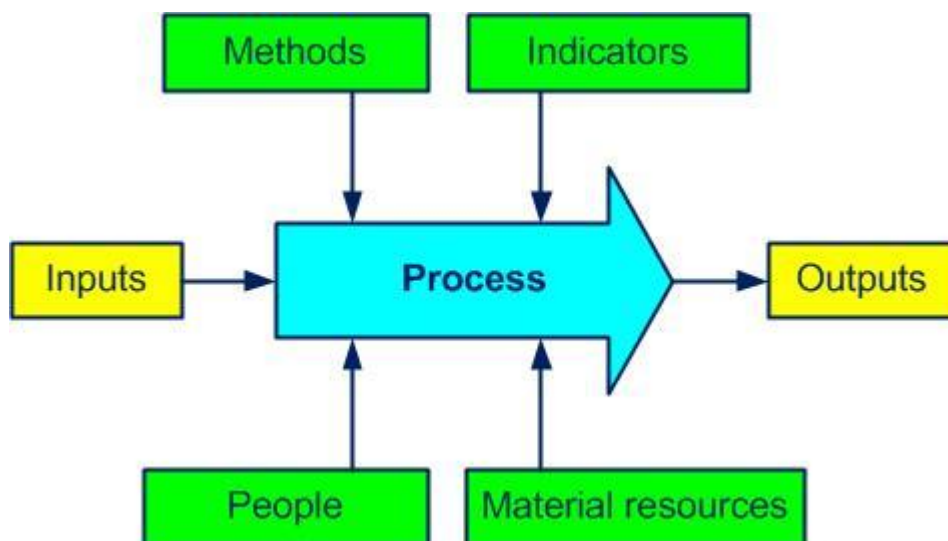 Methods
Indicators
Inputs
Process
Outputs
People
Material resources